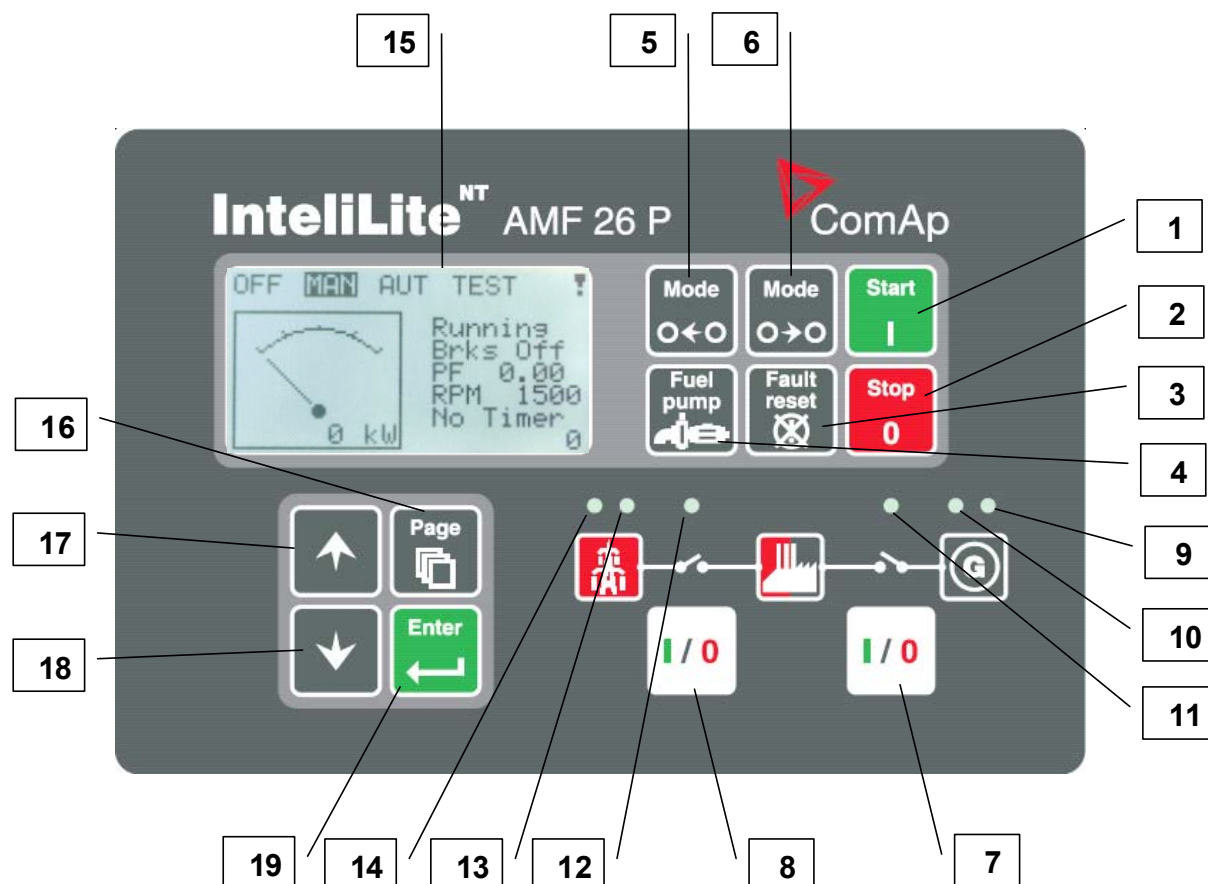 15 5 6
InteliLite NT AMF 26 P ComAp
OFF MAN AUT TEST !
Running
Brks Off
PF 0.00
RPM 1500
No Timer
0 kW 0
Mode
Mode
Start
I
Fuel pump
Fault reset
Stop
0
1
2
3
4
16
17
18
Page
Enter
G
I / 0
I / 0
9
10
11
19 14 13 12 8 7